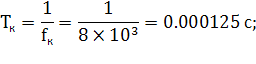 Tк = 1/fк = 1/(8 × 10³) = 0.000125 с;